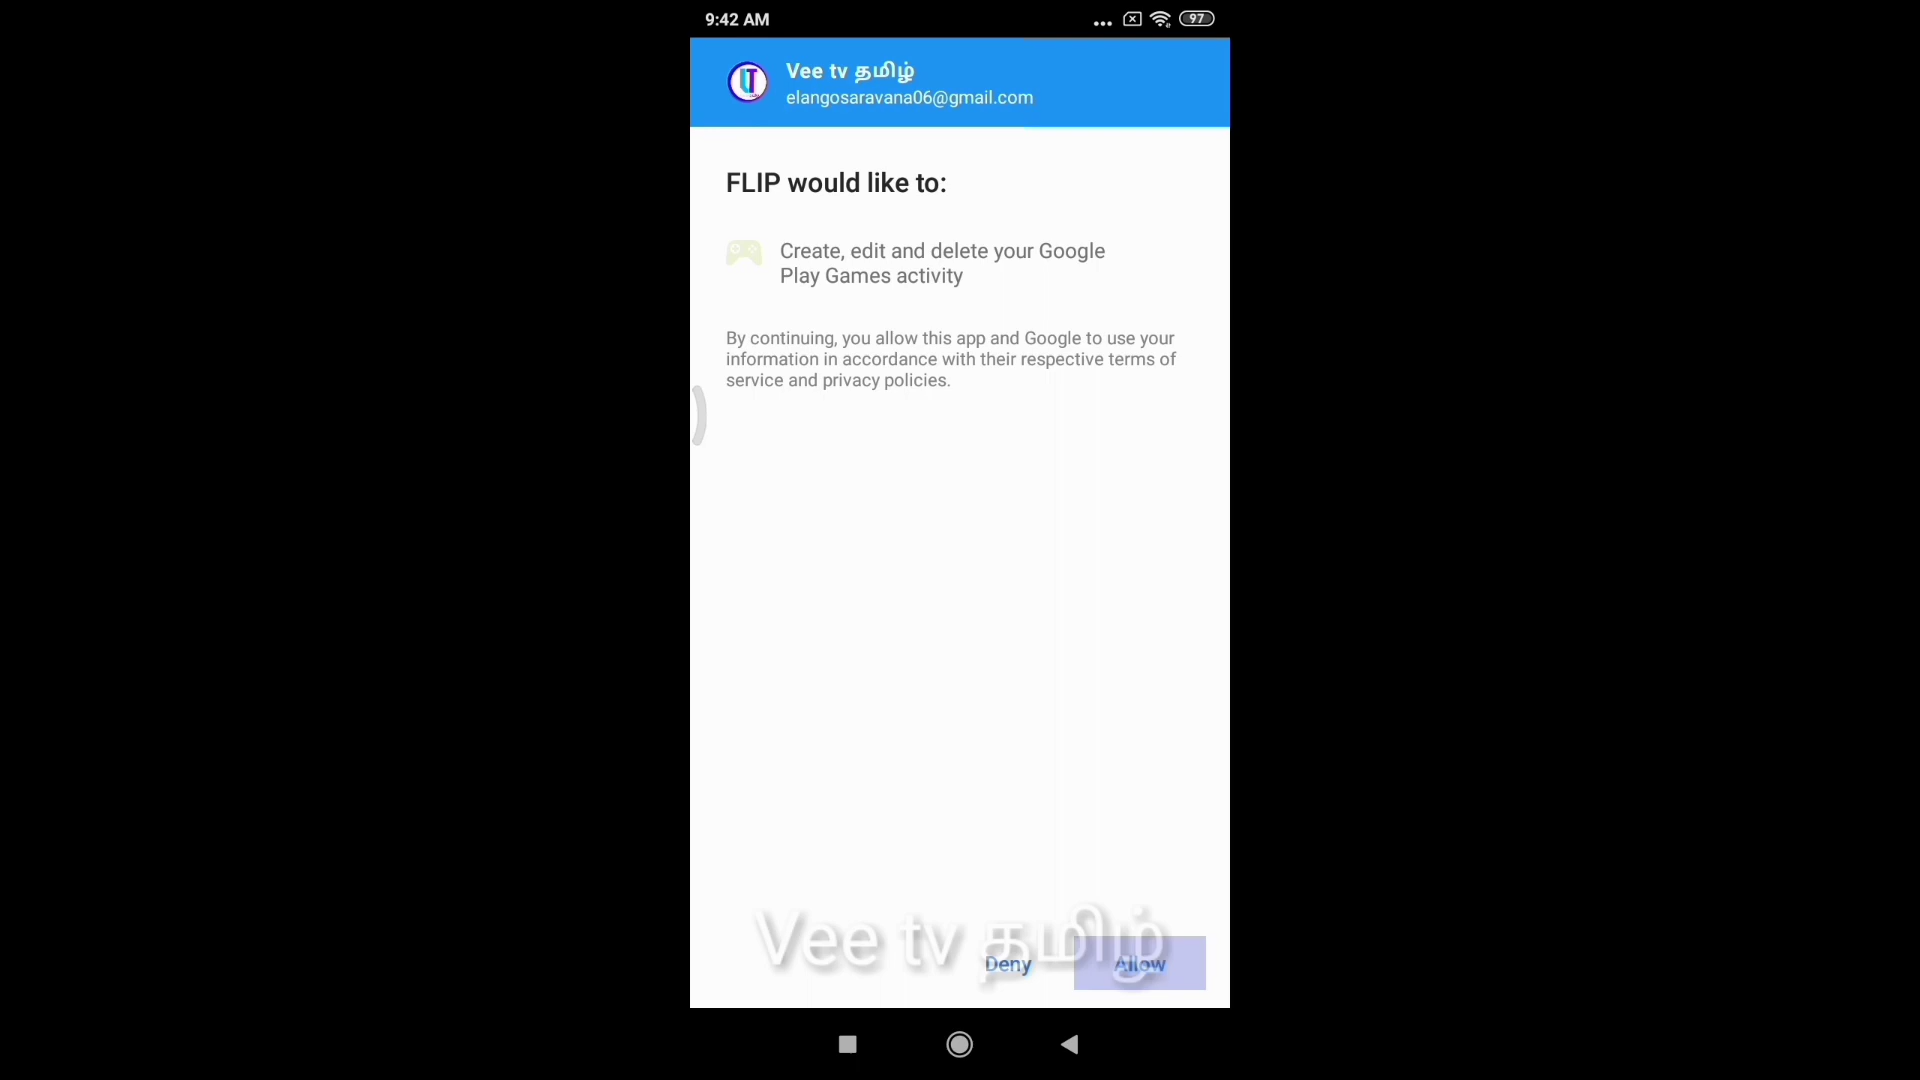 9:42 AM
97
Vee tv தமிழ்
elangosaravana06@gmail.com
FLIP would like to:
Create, edit and delete your Google
Play Games activity
By continuing, you allow this app and Google to use your
information in accordance with their respective terms of
service and privacy policies.
Vee tv தமிழ்
Deny
Allow